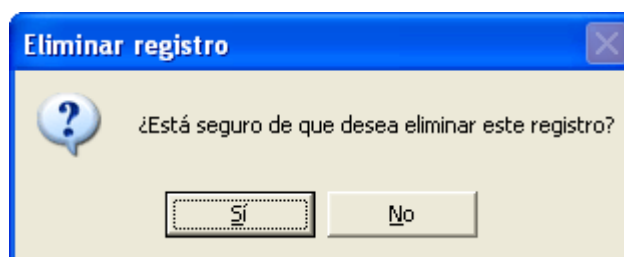 Eliminar registro
¿Está seguro de que desea eliminar este registro?
Sí No